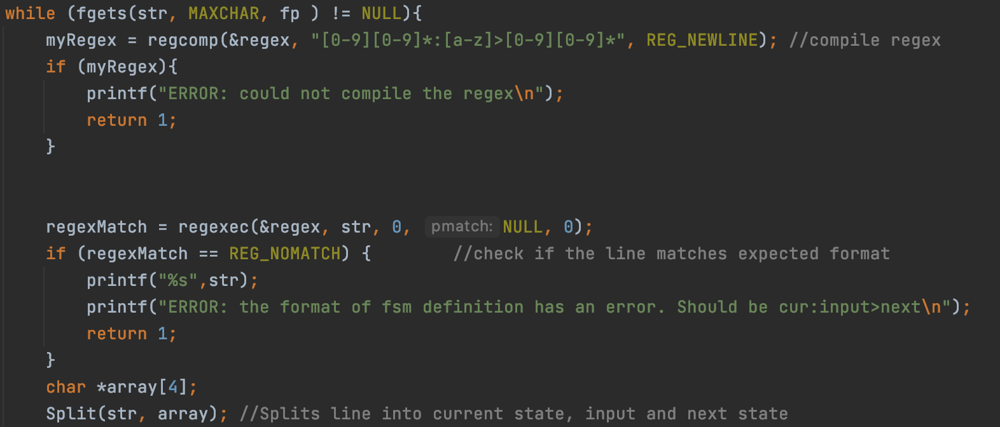 while (fgets(str, MAXCHAR, fp ) != NULL){
    myRegex = regcomp(&regex, "[0-9][0-9]*:[a-z]>[0-9][0-9]*", REG_NEWLINE); //compile regex
    if (myRegex){
        printf("ERROR: could not compile the regex\n");
        return 1;
    }
    regexMatch = regexec(&regex, str, 0, pmatch: NULL, 0);
    if (regexMatch == REG_NOMATCH) {        //check if the line matches expected format
        printf("%s",str);
        printf("ERROR: the format of fsm definition has an error. Should be cur:input>next\n");
        return 1;
    }
    char *array[4];
    Split(str, array); //Splits line into current state, input and next state